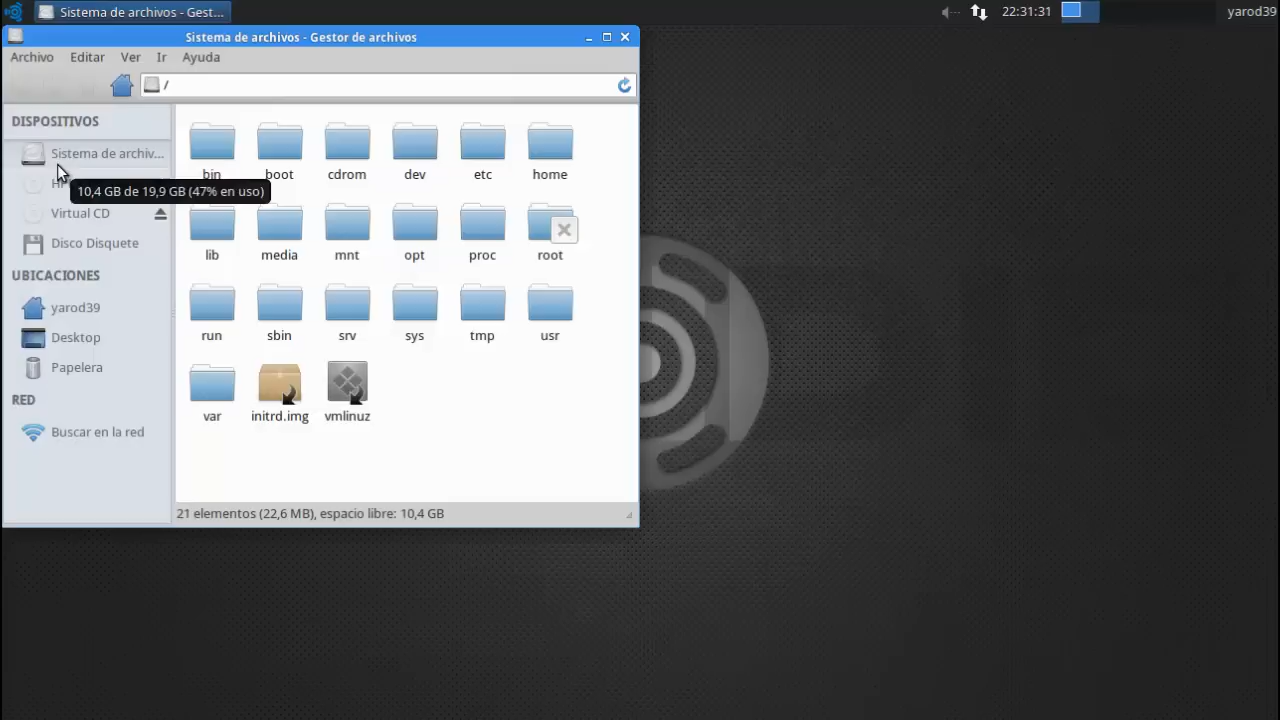 Sistema de archivos - Gest...
22:31:31
yarod39
Sistema de archivos - Gestor de archivos
Archivo Editar Ver Ir Ayuda
/
DISPOSITIVOS
Sistema de archiv...
10,4 GB de 19,9 GB (47% en uso)
Virtual CD
Disco Disquete
UBICACIONES
yarod39
Desktop
Papelera
RED
Buscar en la red
bin boot cdrom dev etc home
lib media mnt opt proc root
run sbin srv sys tmp usr
var initrd.img vmlinuz
21 elementos (22,6 MB), espacio libre: 10,4 GB